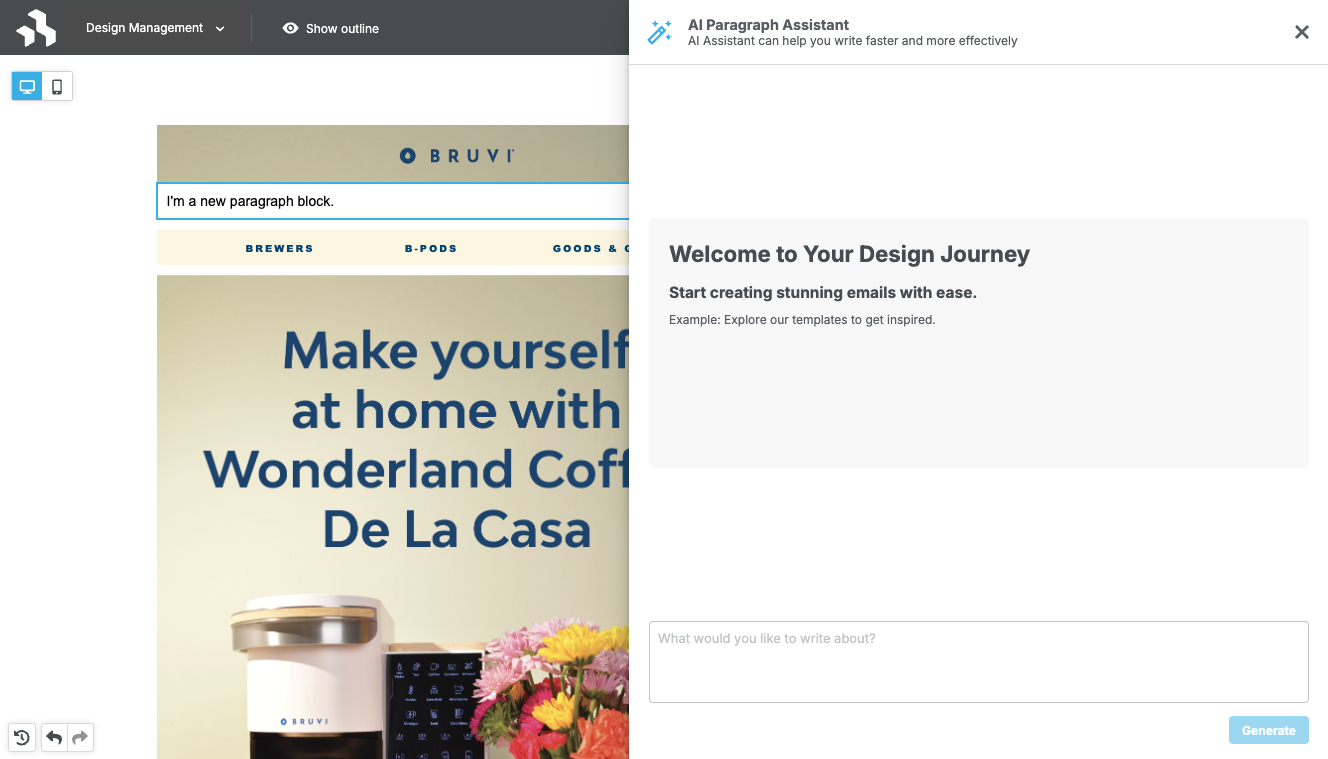 Design Management
Show outline
AI Paragraph Assistant
AI Assistant can help you write faster and more effectively
BRUVI
I'm a new paragraph block.
BREWERS
B-PODS
GOODS &
Make yourself
at home with
Wonderland Coff
De La Casa
BRUVI
Welcome to Your Design Journey
Start creating stunning emails with ease.
Example: Explore our templates to get inspired.
What would you like to write about?
Generate